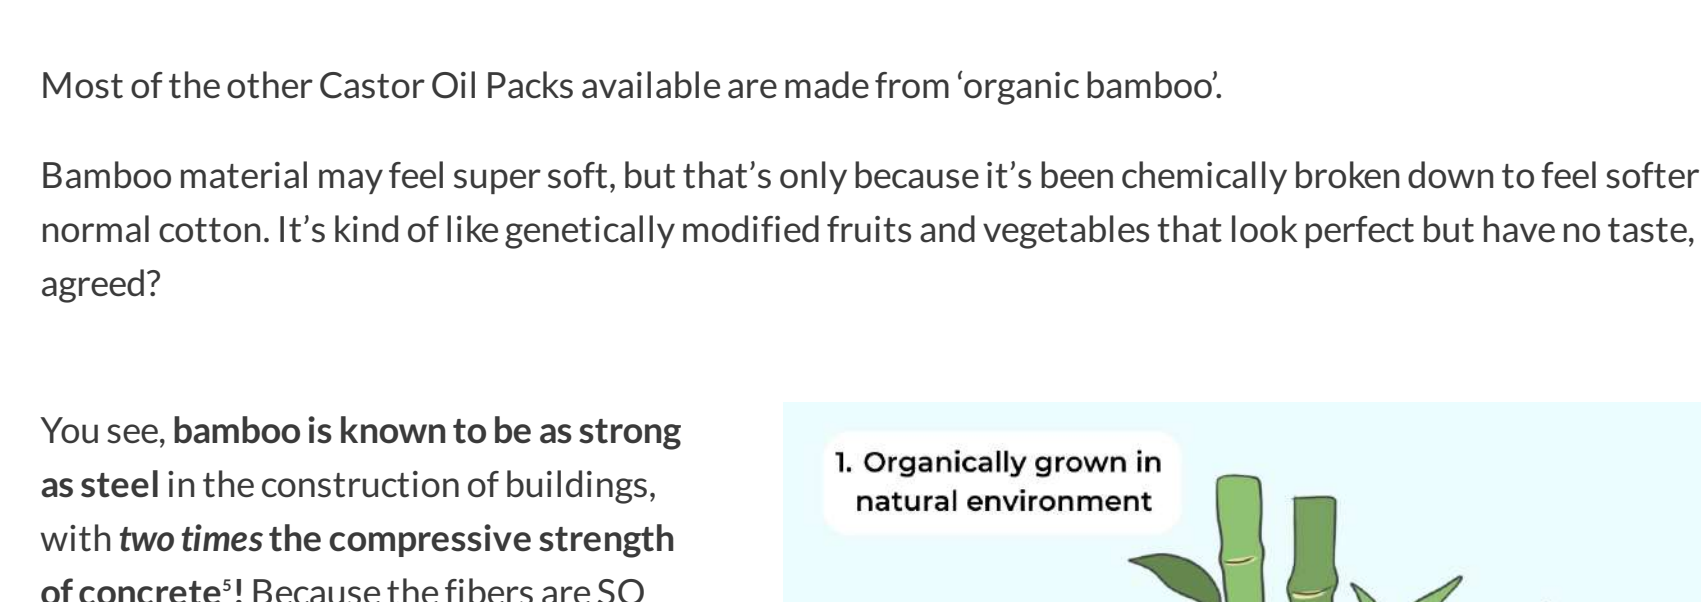 Most of the other Castor Oil Packs available are made from ‘organic bamboo’.
Bamboo material may feel super soft, but that’s only because it’s been chemically broken down to feel softer
normal cotton. It’s kind of like genetically modified fruits and vegetables that look perfect but have no taste,
agreed?
You see, bamboo is known to be as strong
as steel in the construction of buildings,
with two times the compressive strength
of concrete⁵! Because the fibers are SO
1. Organically grown in
natural environment